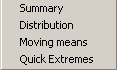 Summary
Distribution
Moving means
Quick Extremes